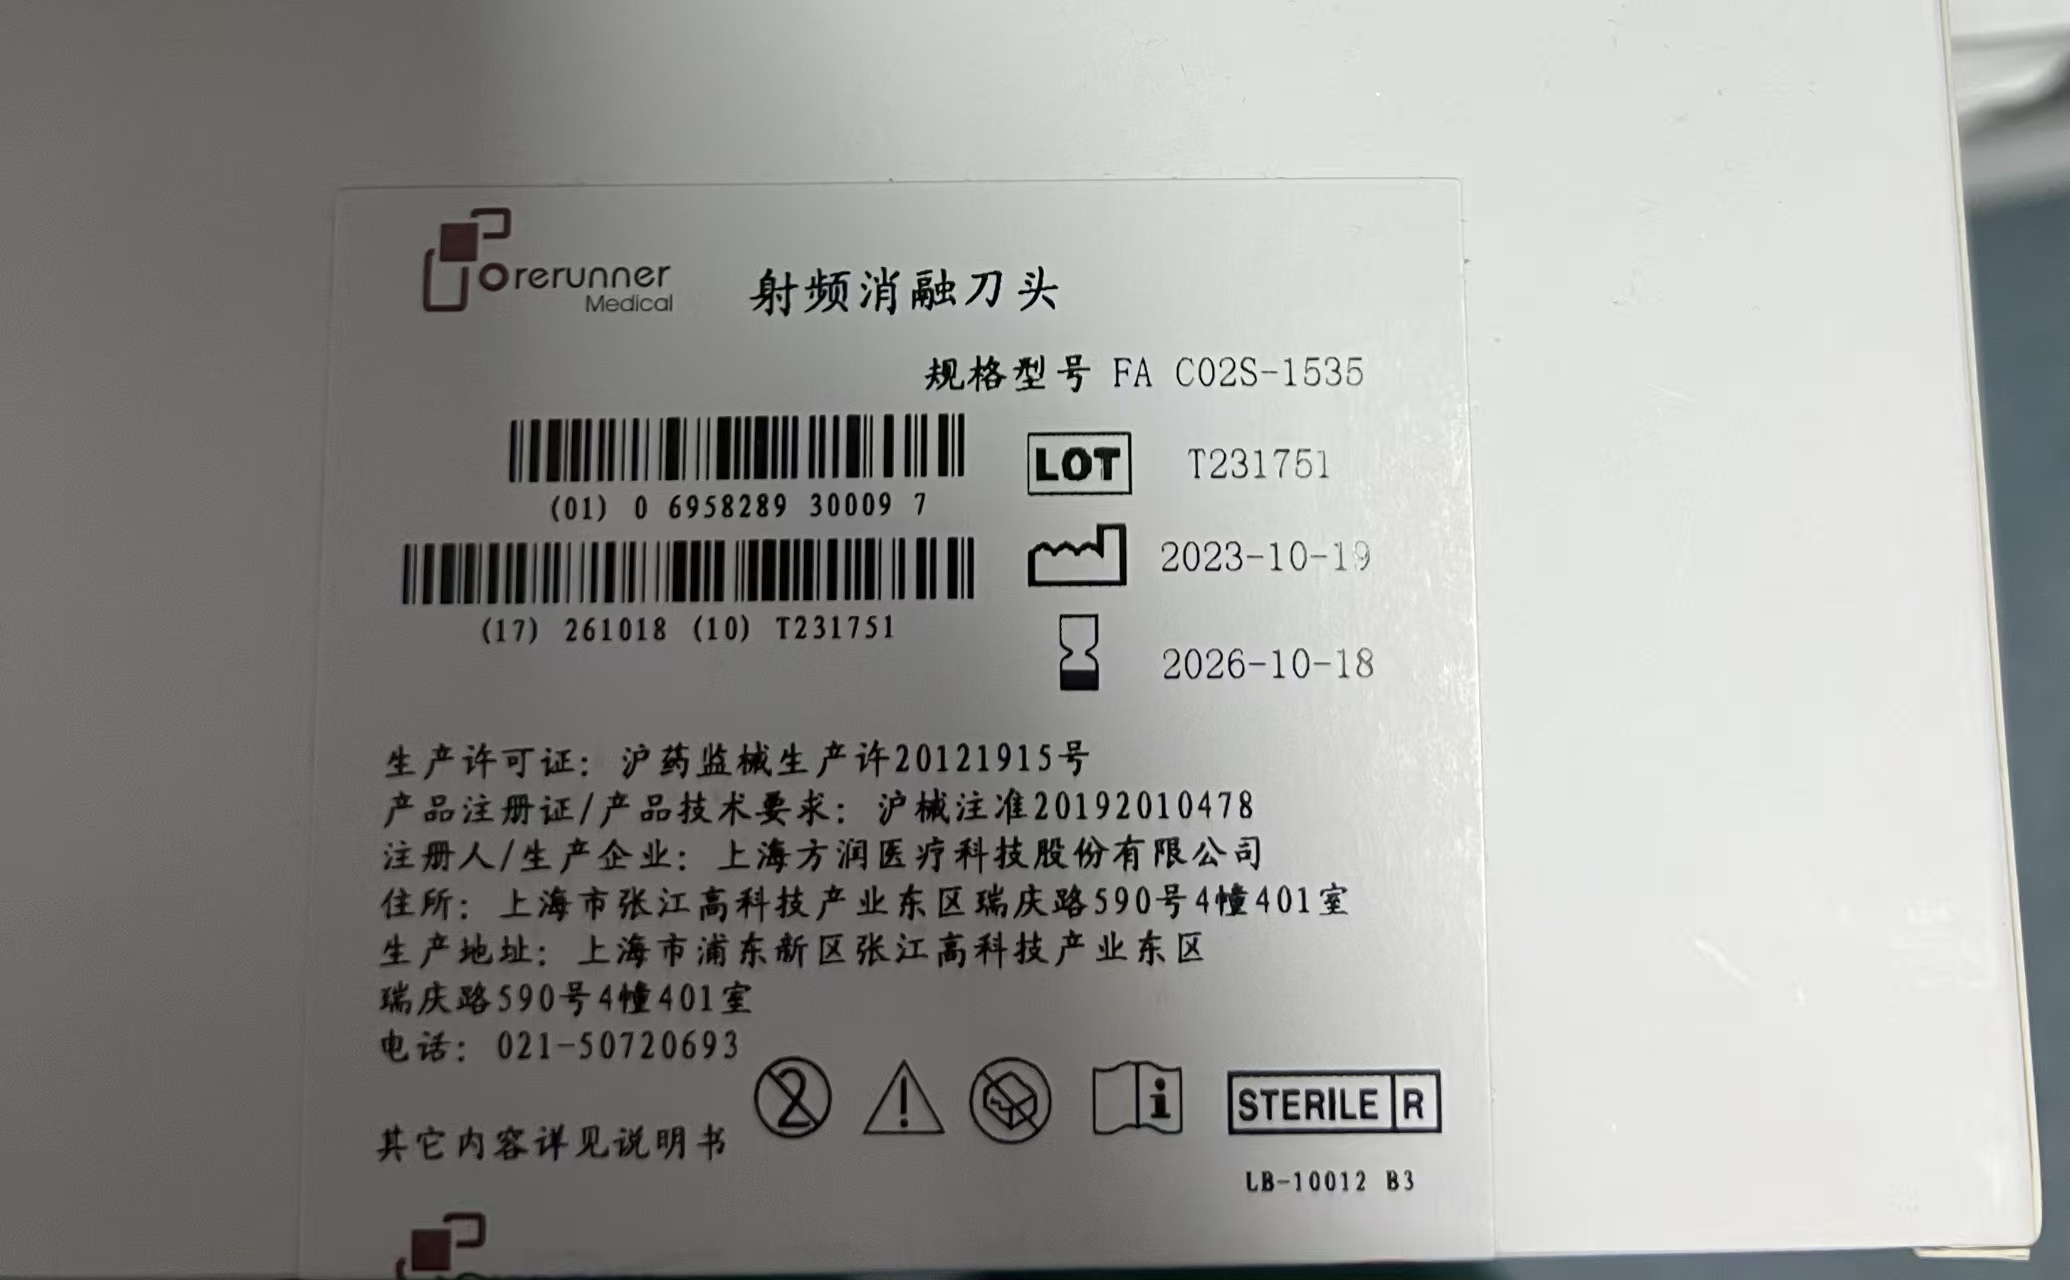 Forerunner
Medical
射频消融刀头
规格型号 FA C02S-1535
(01) 0 6958289 30009 7
LOT T231751
2023-10-19
(17) 261018 (10) T231751
2026-10-18
生产许可证：沪药监械生产许20121915号
产品注册证/产品技术要求：沪械注准20192010478
注册人/生产企业：上海方润医疗科技股份有限公司
住所：上海市张江高科技产业东区瑞庆路590号4幢401室
生产地址：上海市浦东新区张江高科技产业东区
瑞庆路590号4幢401室
电话：021-50720693
2
STERILE R
其它内容详见说明书
LB-10012 B3